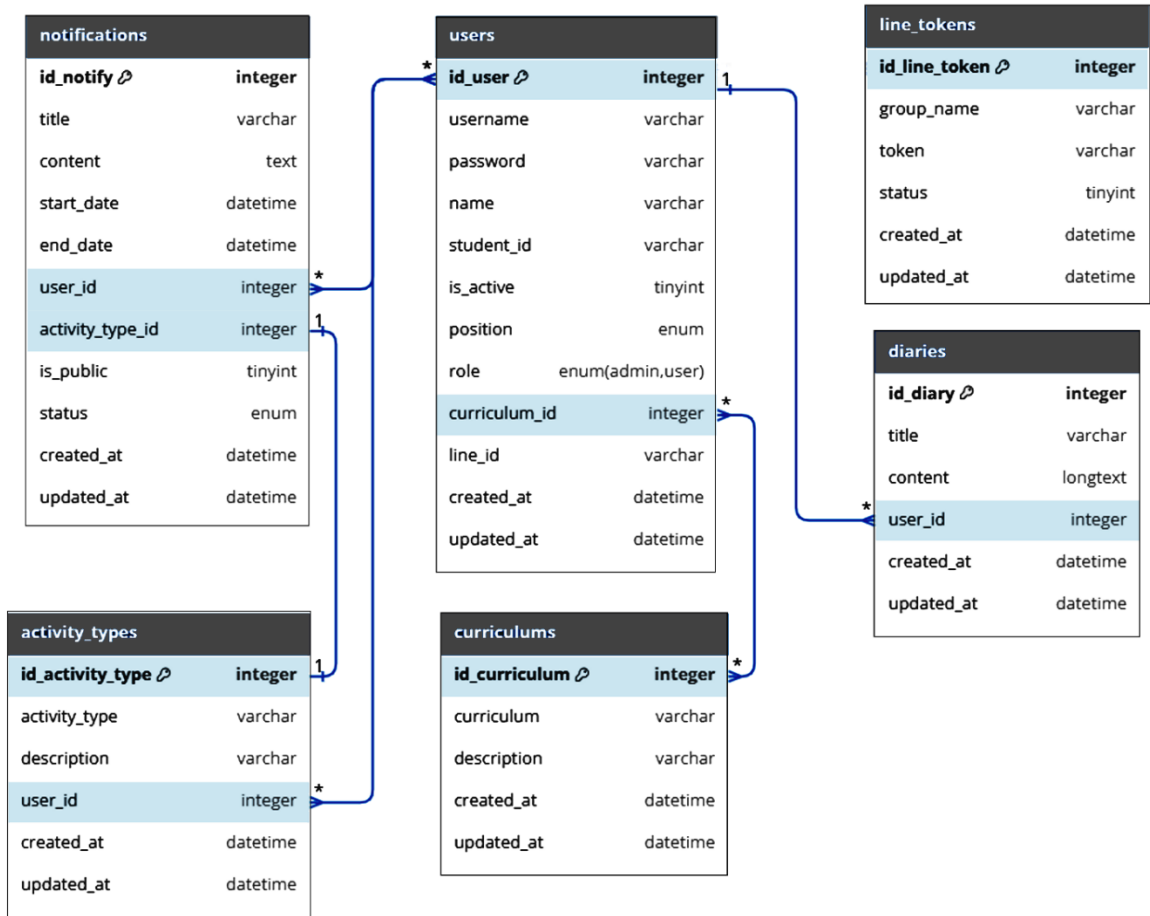 notifications
id_notify integer
title varchar
content text
start_date datetime
end_date datetime
user_id integer
activity_type_id integer
is_public tinyint
status enum
created_at datetime
updated_at datetime
*
1
users
* id_user integer 1
username varchar
password varchar
name varchar
student_id varchar
is_active tinyint
position enum
role enum(admin,user)
curriculum_id integer *
line_id varchar
created_at datetime
updated_at datetime
line_tokens
id_line_token integer
group_name varchar
token varchar
status tinyint
created_at datetime
updated_at datetime
diaries
id_diary integer
title varchar
content longtext
* user_id integer
created_at datetime
updated_at datetime
activity_types
id_activity_type integer 1
activity_type varchar
description varchar
user_id integer *
created_at datetime
updated_at datetime
curriculums
id_curriculum integer *
curriculum varchar
description varchar
created_at datetime
updated_at datetime